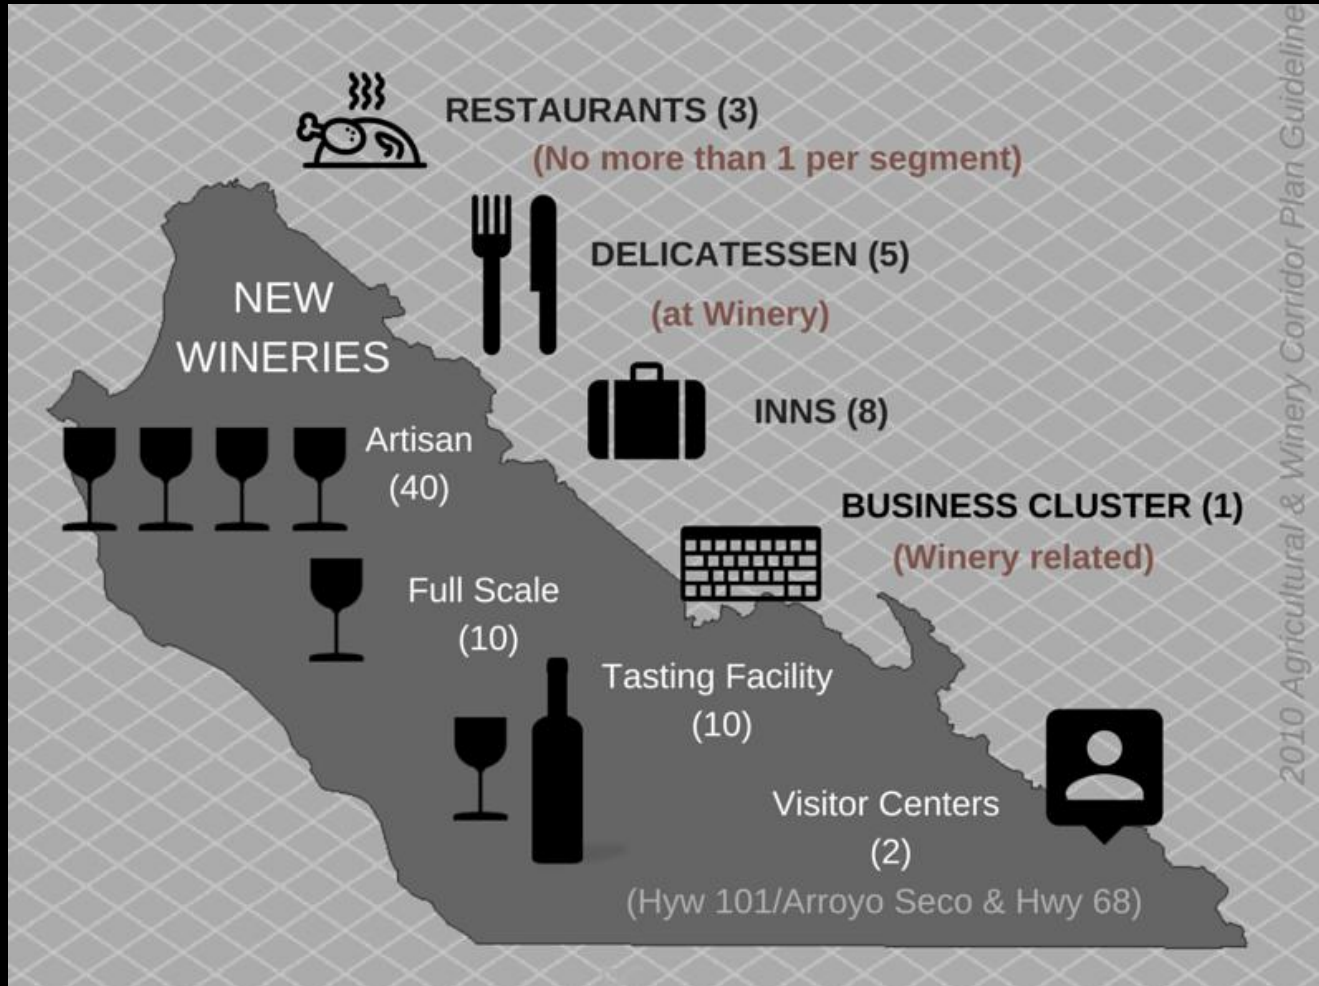 RESTAURANTS (3)
(No more than 1 per segment)
DELICATESSEN (5)
(at Winery)
INNS (8)
BUSINESS CLUSTER (1)
(Winery related)
NEW
WINERIES
Artisan
(40)
Full Scale
(10)
Tasting Facility
(10)
Visitor Centers
(2)
(Hyw 101/Arroyo Seco & Hwy 68)
2010 Agricultural & Winery Corridor Plan Guideline